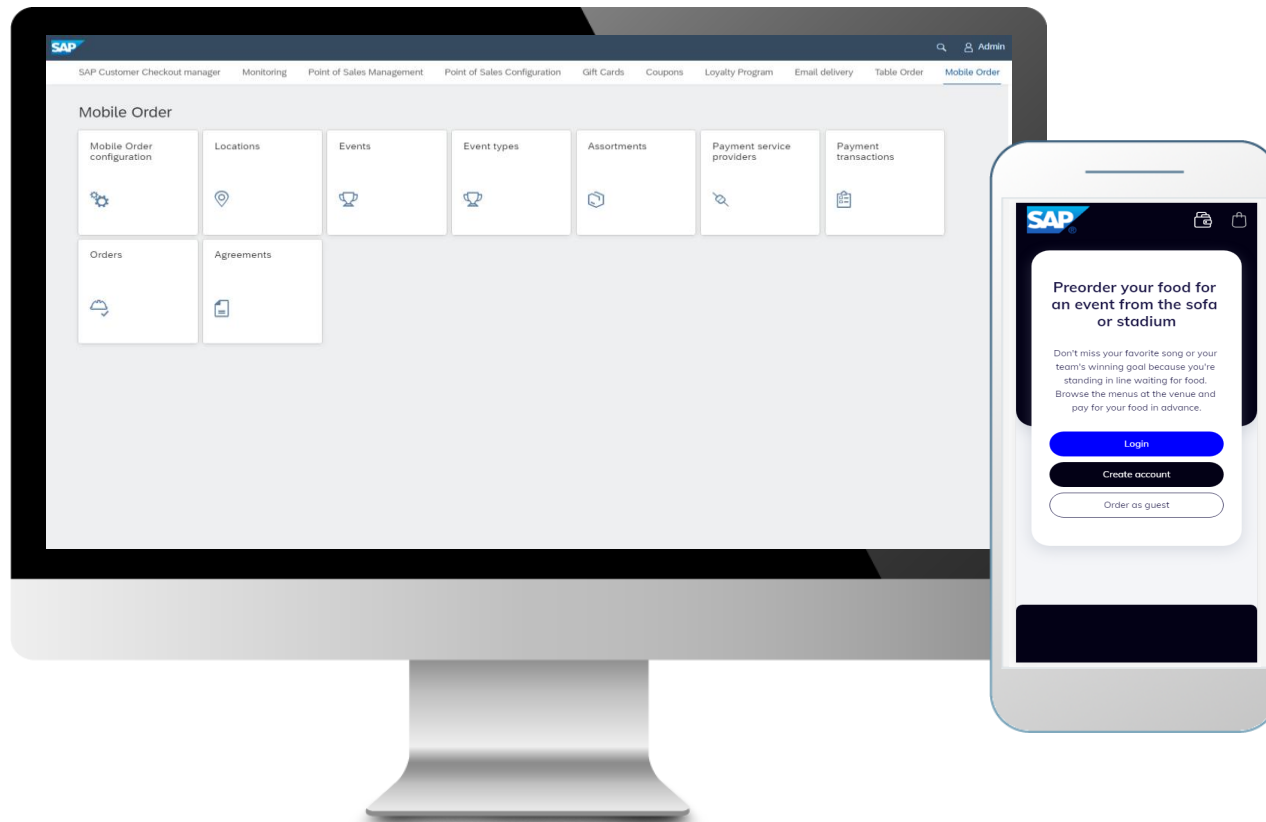 SAP
Admin
SAP Customer Checkout manager Monitoring Point of Sales Management Point of Sales Configuration Gift Cards Coupons Loyalty Program Email delivery Table Order Mobile Order
Mobile Order
Mobile Order
configuration
Locations
Events
Event types
Assortments
Payment service
providers
Payment
transactions
Orders
Agreements
SAP®
Preorder your food for
an event from the sofa
or stadium
Don't miss your favorite song or your
team's winning goal because you're
standing in line waiting for food.
Browse the menus at the venue and
pay for your food in advance.
Login
Create account
Order as guest